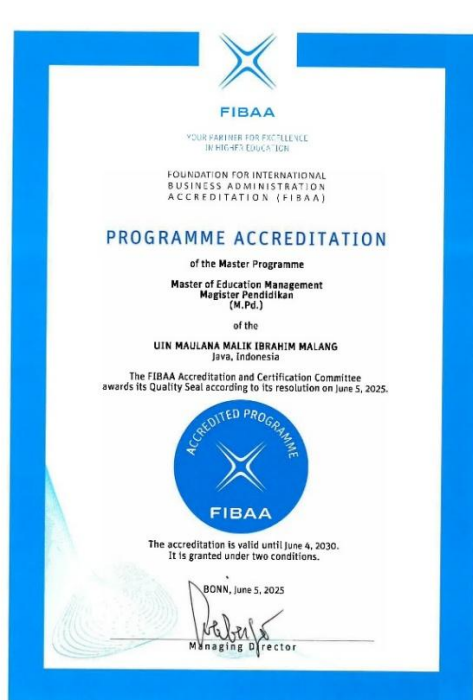 FIBAA
YOUR PARTNER FOR EXCELLENCE
IN HIGHER EDUCATION
FOUNDATION FOR INTERNATIONAL
BUSINESS ADMINISTRATION
ACCREDITATION (FIBAA)
PROGRAMME ACCREDITATION
of the Master Programme
Master of Education Management
Magister Pendidikan
(M.Pd.)
of the
UIN MAULANA MALIK IBRAHIM MALANG
Java, Indonesia
The FIBAA Accreditation and Certification Committee
awards its Quality Seal according to its resolution on June 5, 2025.
ACCREDITED PROGRAMME
FIBAA
The accreditation is valid until June 4, 2030.
It is granted under two conditions.
BONN, June 5, 2025
Managing Director